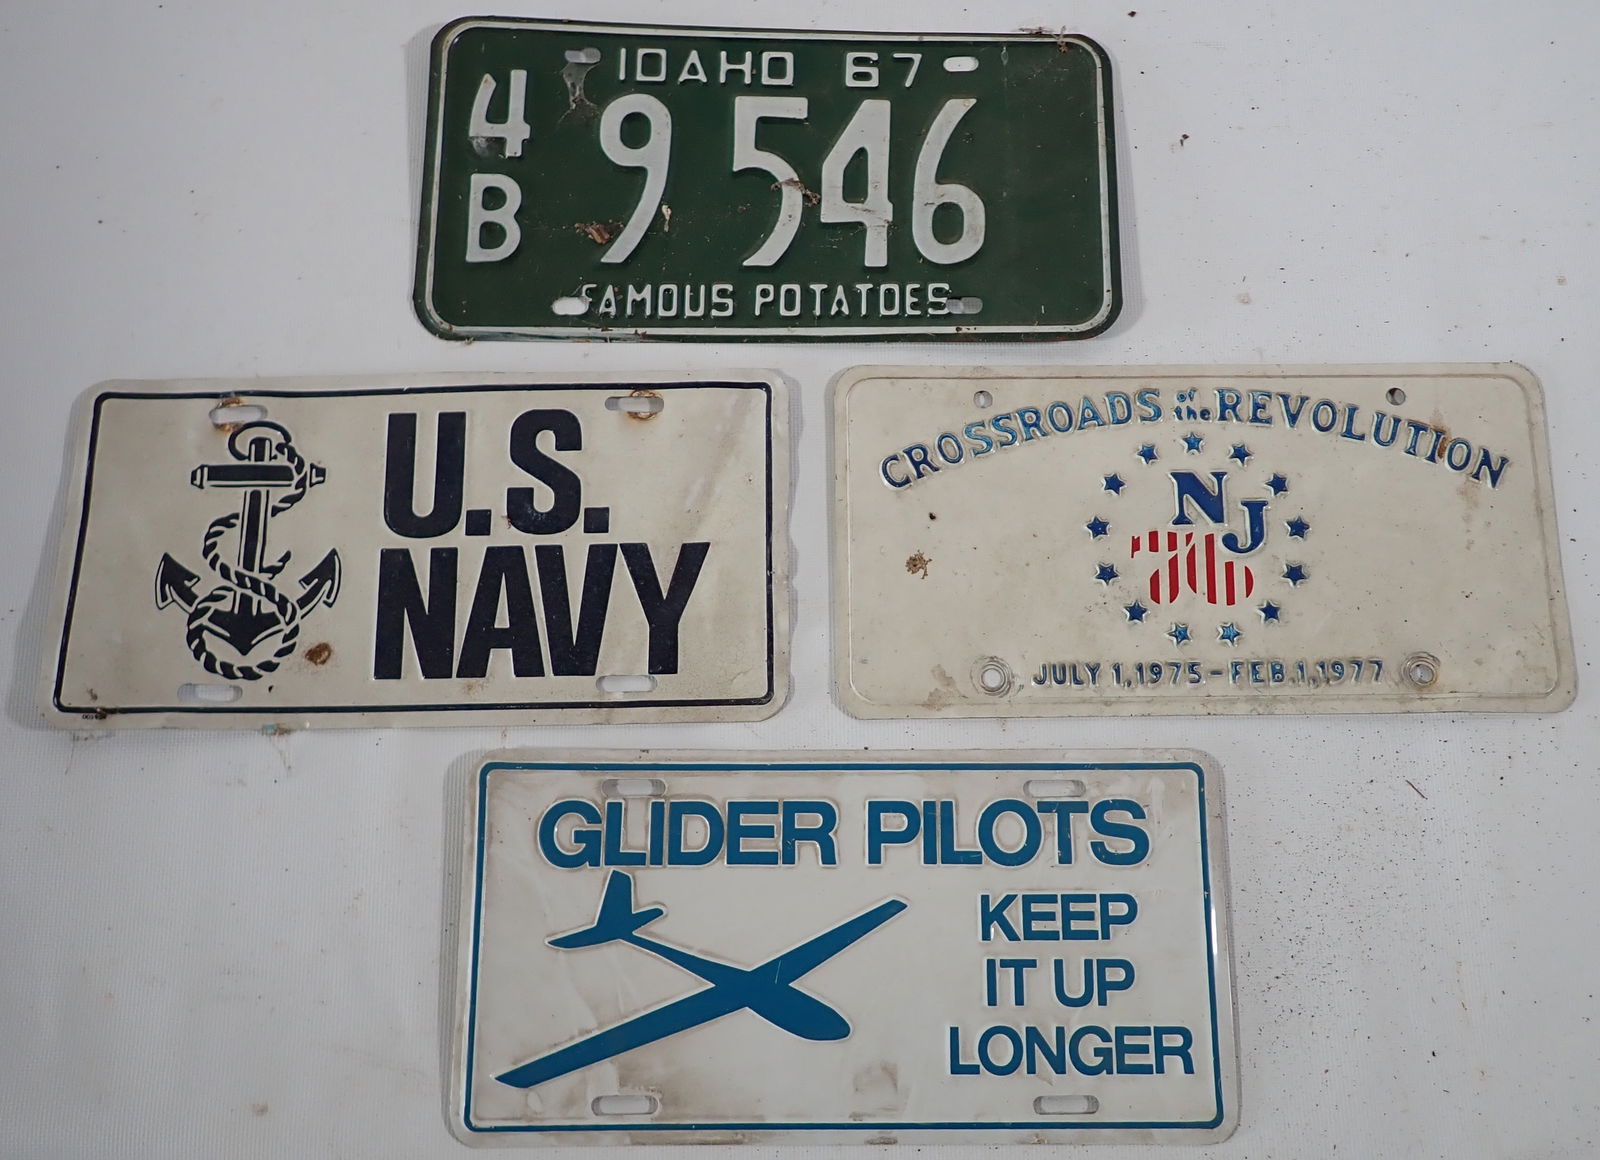 IDAHO 67
4B 9 546
FAMOUS POTATOES
U.S.
NAVY
CROSSROADS of the REVOLUTION
NJ
76
JULY 1, 1975 - FEB. 1, 1977
GLIDER PILOTS
KEEP
IT UP
LONGER